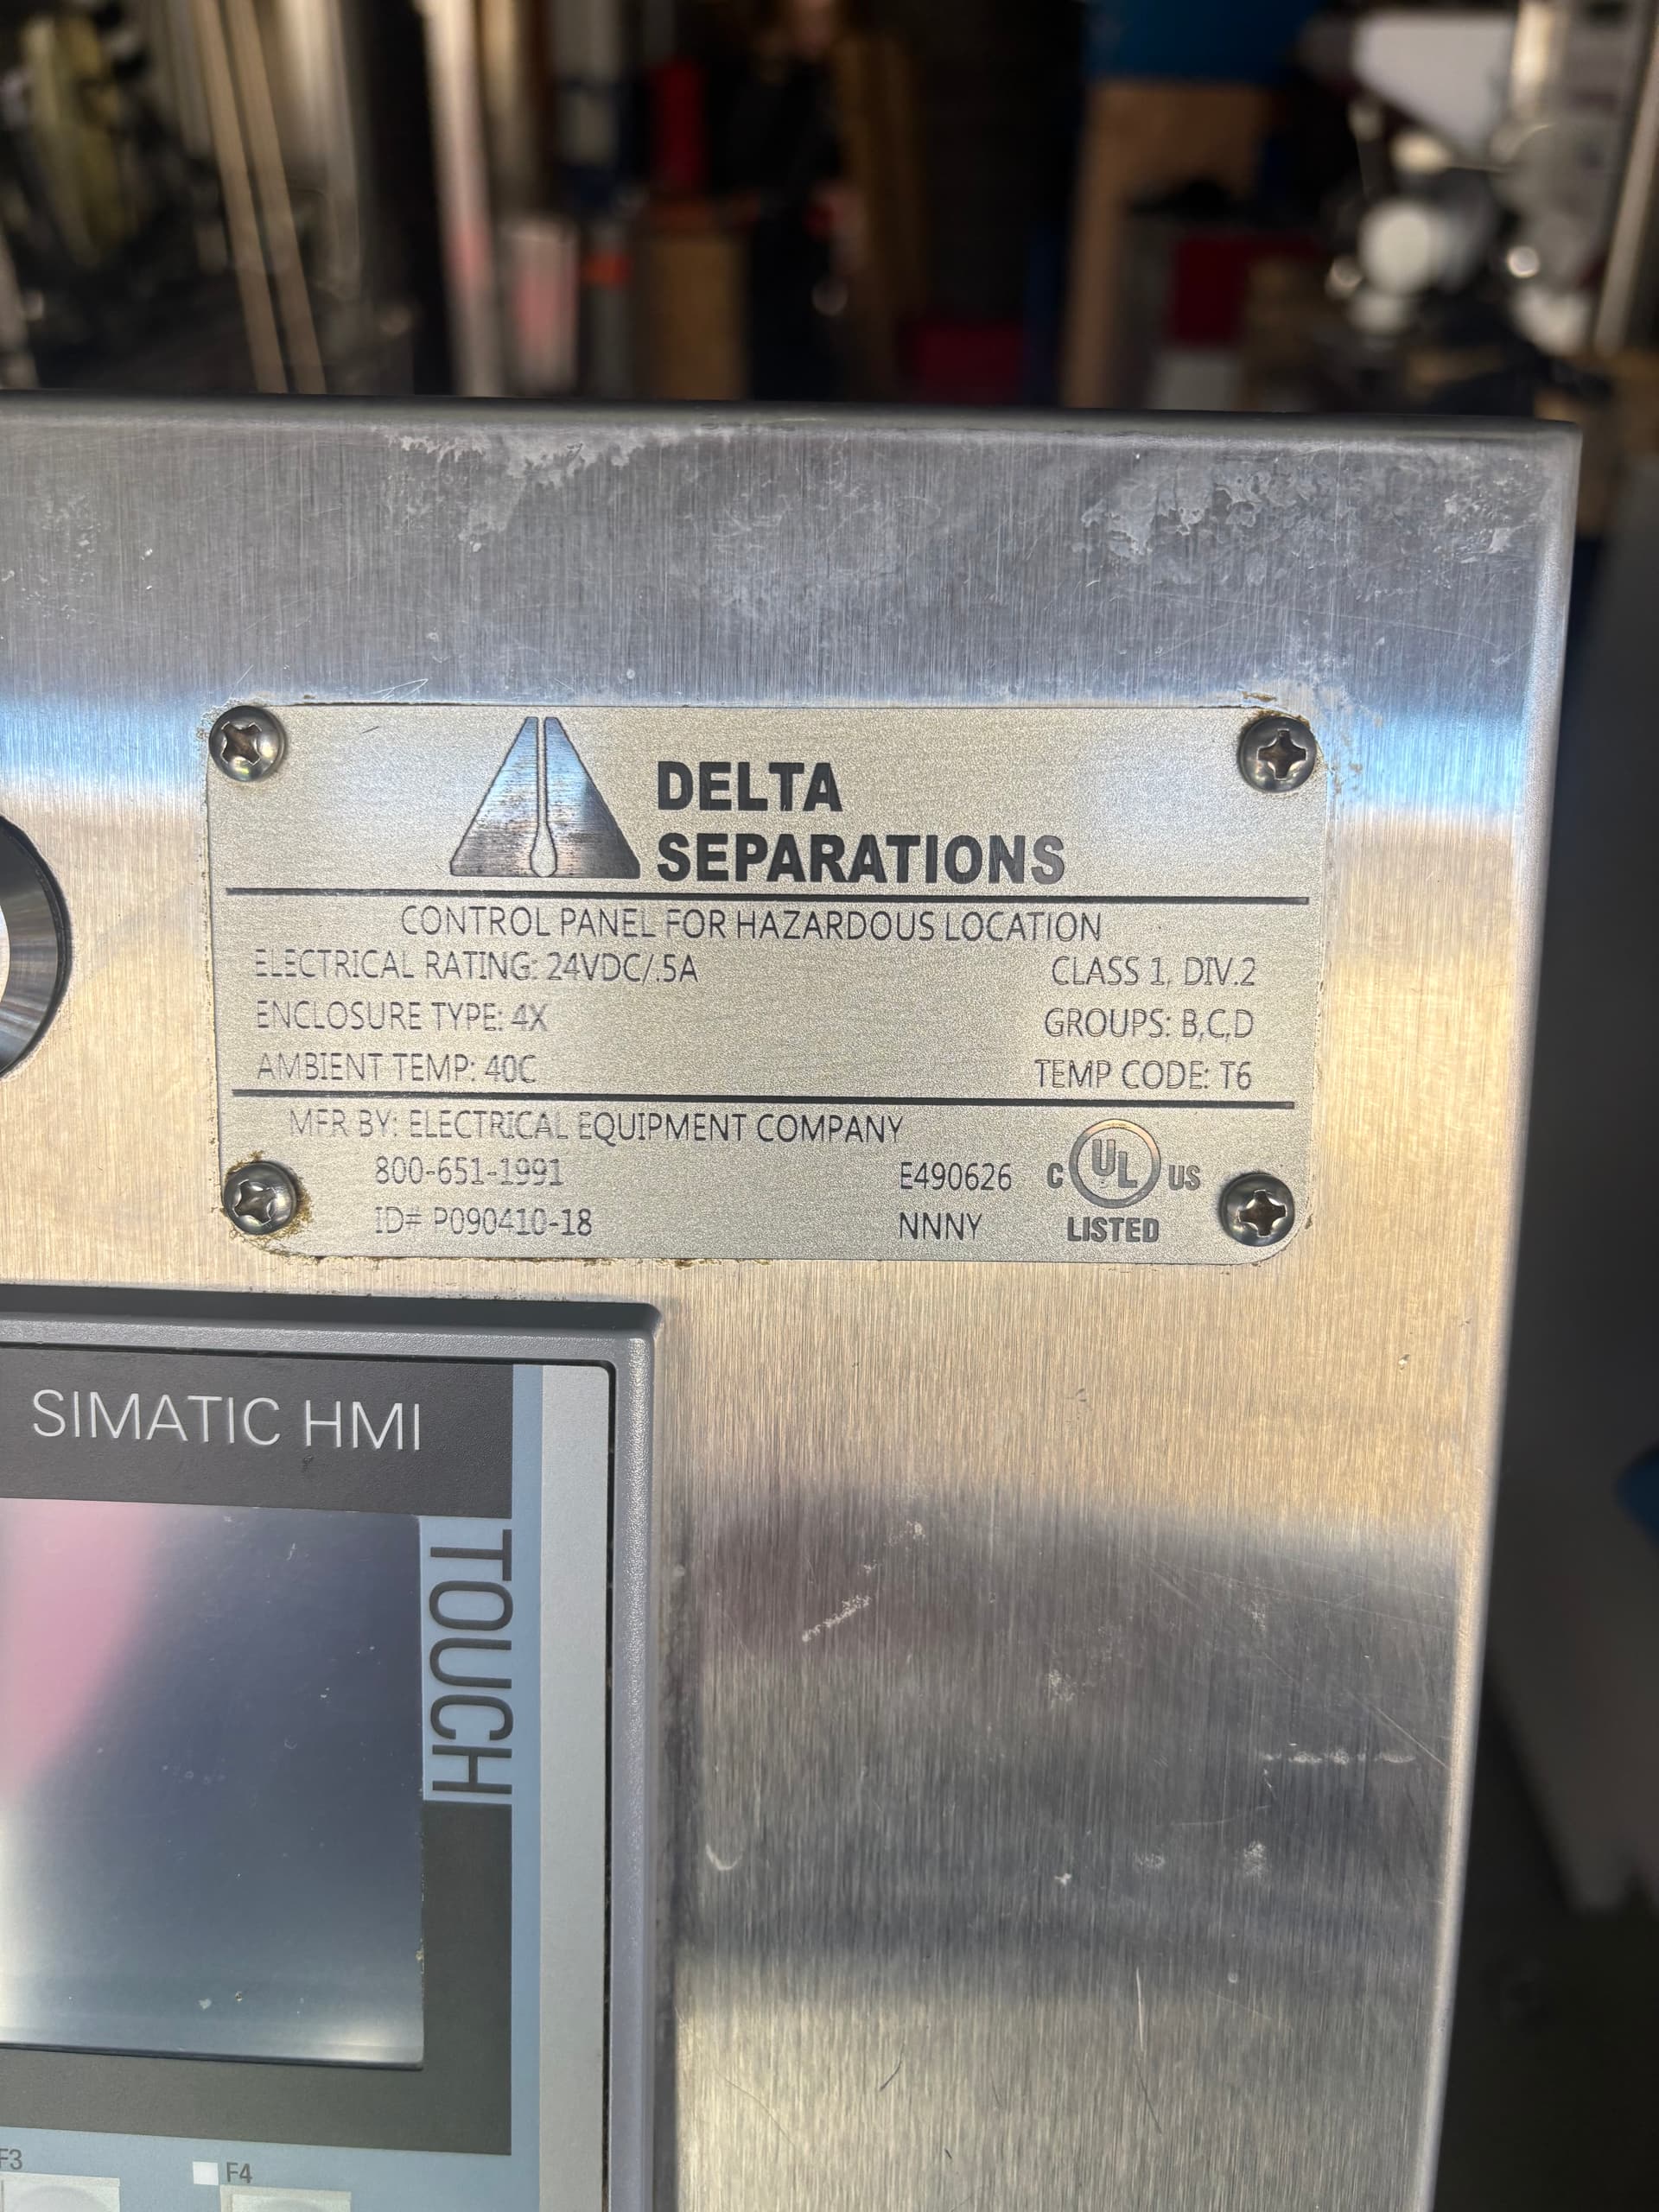 DELTA
SEPARATIONS
CONTROL PANEL FOR HAZARDOUS LOCATION
ELECTRICAL RATING: 24VDC/.5A CLASS 1, DIV.2
ENCLOSURE TYPE: 4X GROUPS: B,C,D
AMBIENT TEMP: 40C TEMP CODE: T6
MFR BY: ELECTRICAL EQUIPMENT COMPANY
800-651-1991 E490626 C UL US
ID# P090410-18 NNNY LISTED
SIMATIC HMI
TOUCH
F3 F4